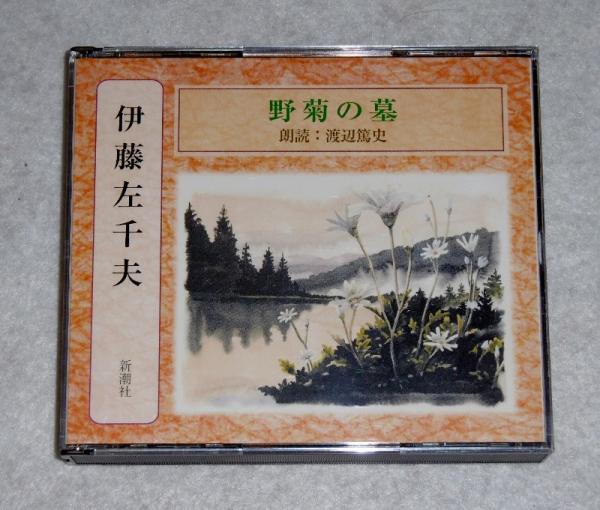 野菊の墓
朗読：渡辺篤史
伊藤左千夫
新潮社